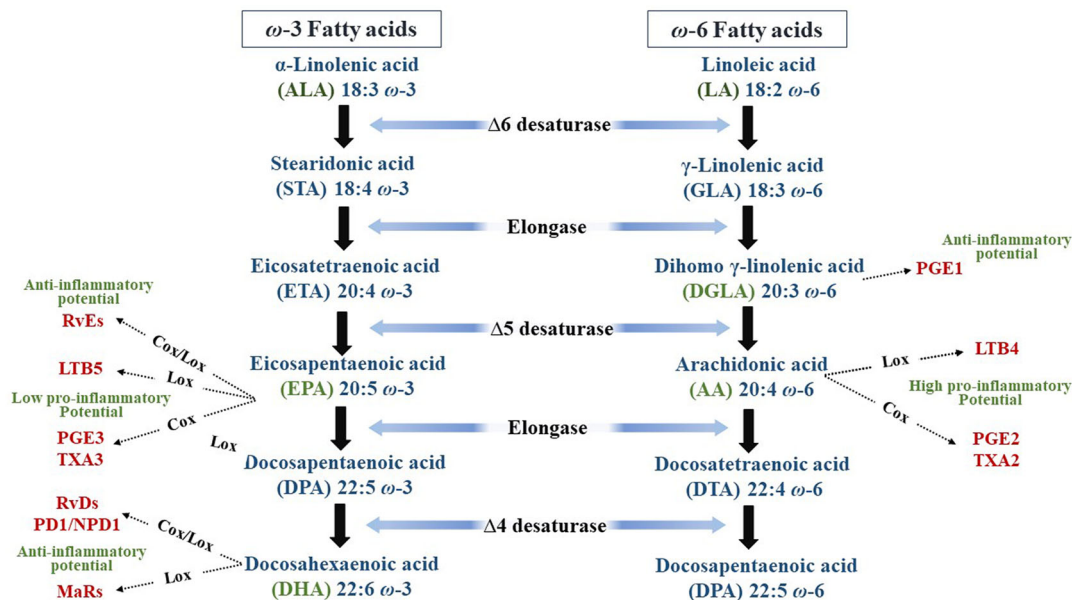 ω-3 Fatty acids
ω-6 Fatty acids
α-Linolenic acid
(ALA) 18:3 ω-3
Linoleic acid
(LA) 18:2 ω-6
Δ6 desaturase
Stearidonic acid
(STA) 18:4 ω-3
γ-Linolenic acid
(GLA) 18:3 ω-6
Elongase
Eicosatetraenoic acid
(ETA) 20:4 ω-3
Dihomo γ-linolenic acid
(DGLA) 20:3 ω-6
Anti-inflammatory
potential
PGE1
Δ5 desaturase
Anti-inflammatory
potential
RvEs
Cox/Lox
LTB5
Lox
Low pro-inflammatory
Potential
Cox
PGE3
TXA3
Eicosapentaenoic acid
(EPA) 20:5 ω-3
Arachidonic acid
(AA) 20:4 ω-6
Lox
LTB4
High pro-inflammatory
Potential
Cox
PGE2
TXA2
Elongase
Lox
Docosapentaenoic acid
(DPA) 22:5 ω-3
Docosatetraenoic acid
(DTA) 22:4 ω-6
Δ4 desaturase
RvDs
PD1/NPD1
Cox/Lox
Anti-inflammatory
potential
Lox
MaRs
Docosahexaenoic acid
(DHA) 22:6 ω-3
Docosapentaenoic acid
(DPA) 22:5 ω-6